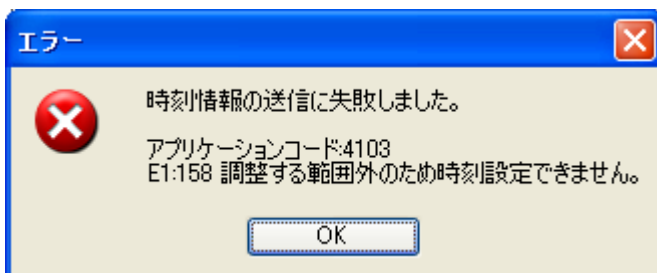 エラー
時刻情報の送信に失敗しました。
アプリケーションコード:4103
E1:158 調整する範囲外のため時刻設定できません。
OK